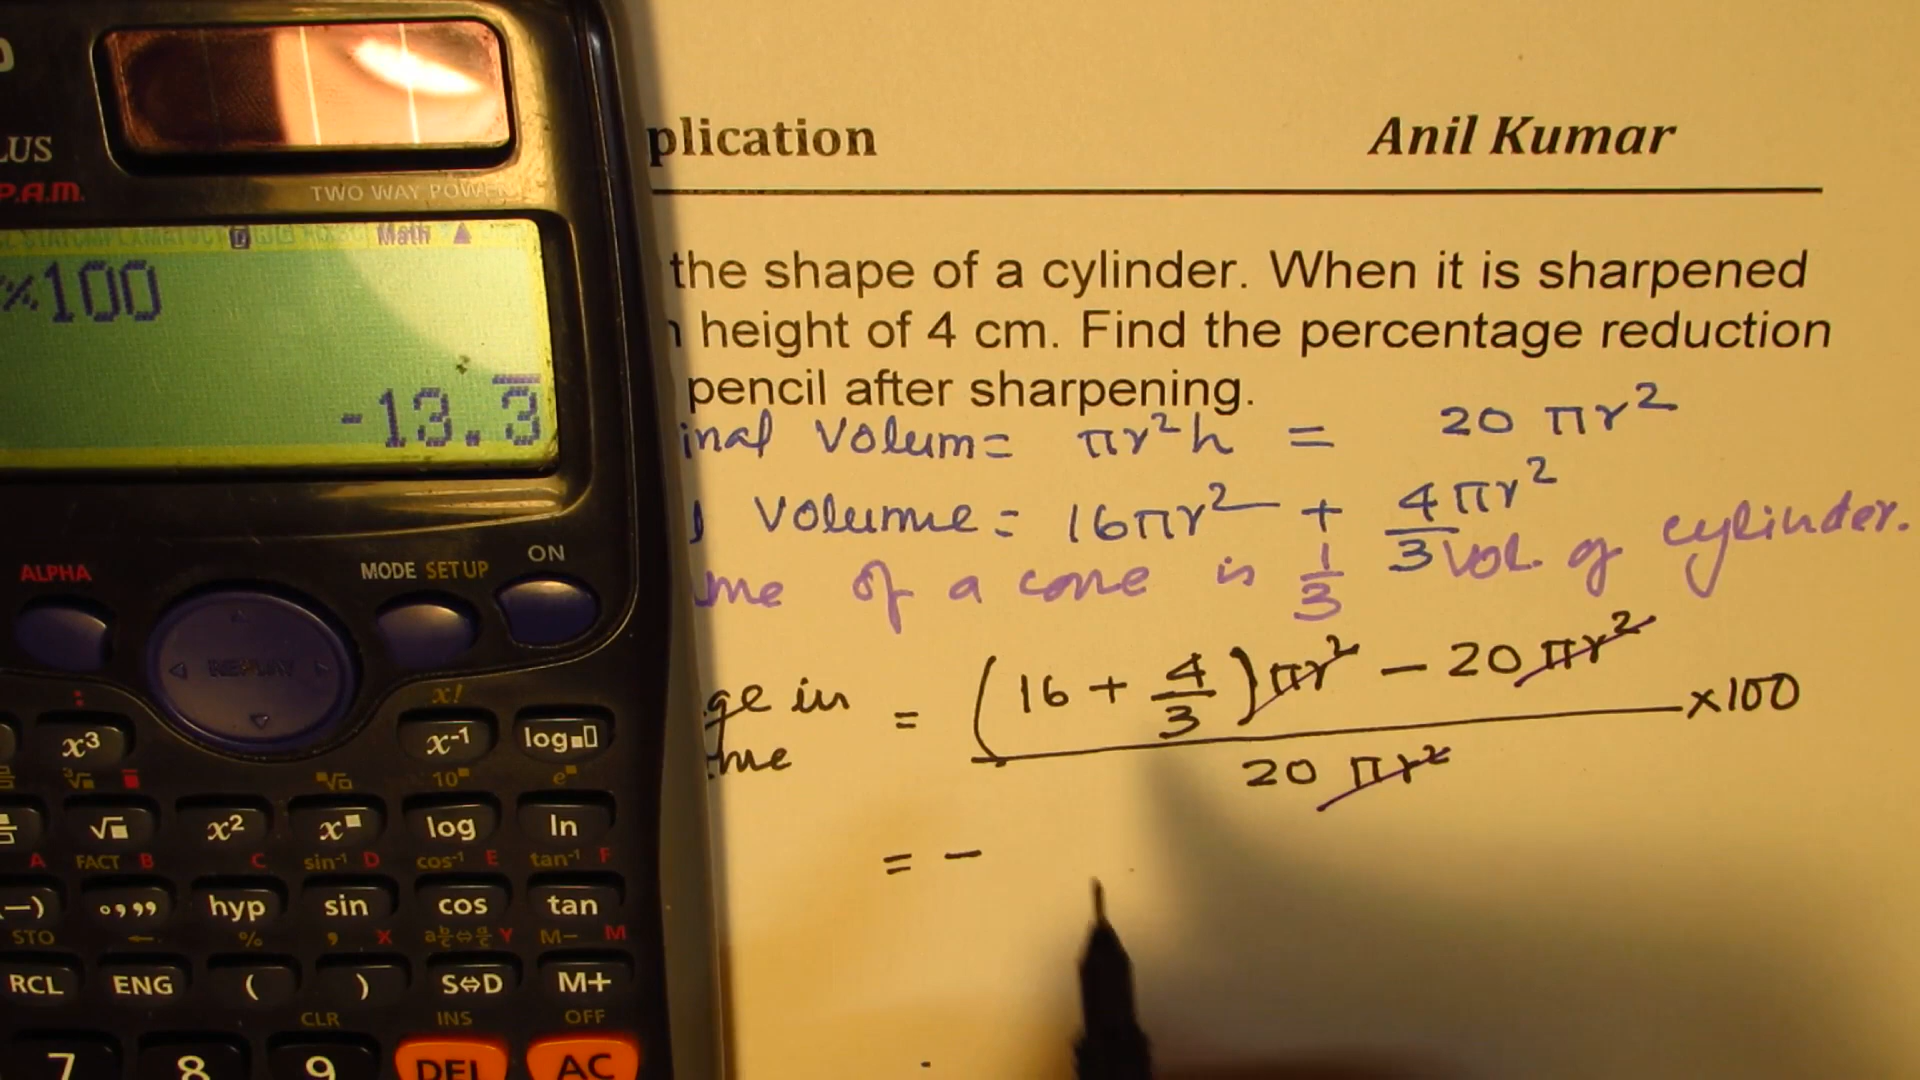 LUS
P.A.M.
TWO WAY POWER
Math
×100
-13.3̅
ALPHA
MODE SETUP
ON
REPLAY
x!
x³
x⁻¹
log
10
e
x²
x
log
ln
A FACT B C sin⁻¹ D cos⁻¹ E tan⁻¹ F
(—) hyp sin cos tan
STO ← % , X Y M– M
RCL ENG ( ) S⇔D M+
CLR INS OFF
7 8 9 DEL AC
plication Anil Kumar
the shape of a cylinder. When it is sharpened
height of 4 cm. Find the percentage reduction
pencil after sharpening.
inal Volum= πr²h = 20 πr²
Volume = 16πr² + 4πr²/3
ume of a cone is 1/3 Vol. of cylinder.
ge in
me
= (16 + 4/3)πr² – 20πr² / 20πr² ×100
= –